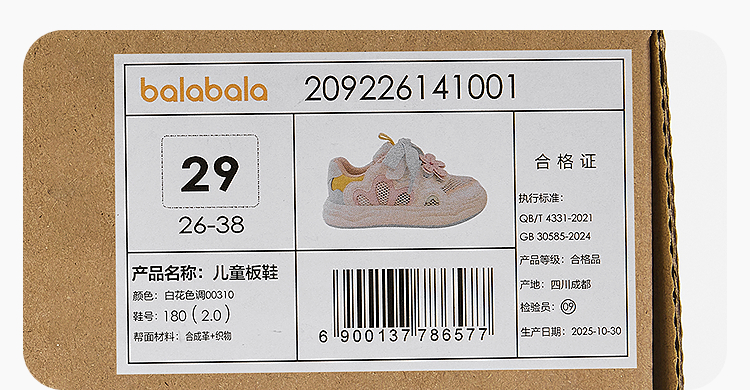 balabala 209226141001
29
26-38
合格证
执行标准：
QB/T 4331-2021
GB 30585-2024
产品等级：合格品
产地：四川成都
检验员：09
生产日期：2025-10-30
产品名称：儿童板鞋
颜色：白花色调00310
鞋号：180（2.0）
帮面材料：合成革+织物
6 900137 786577